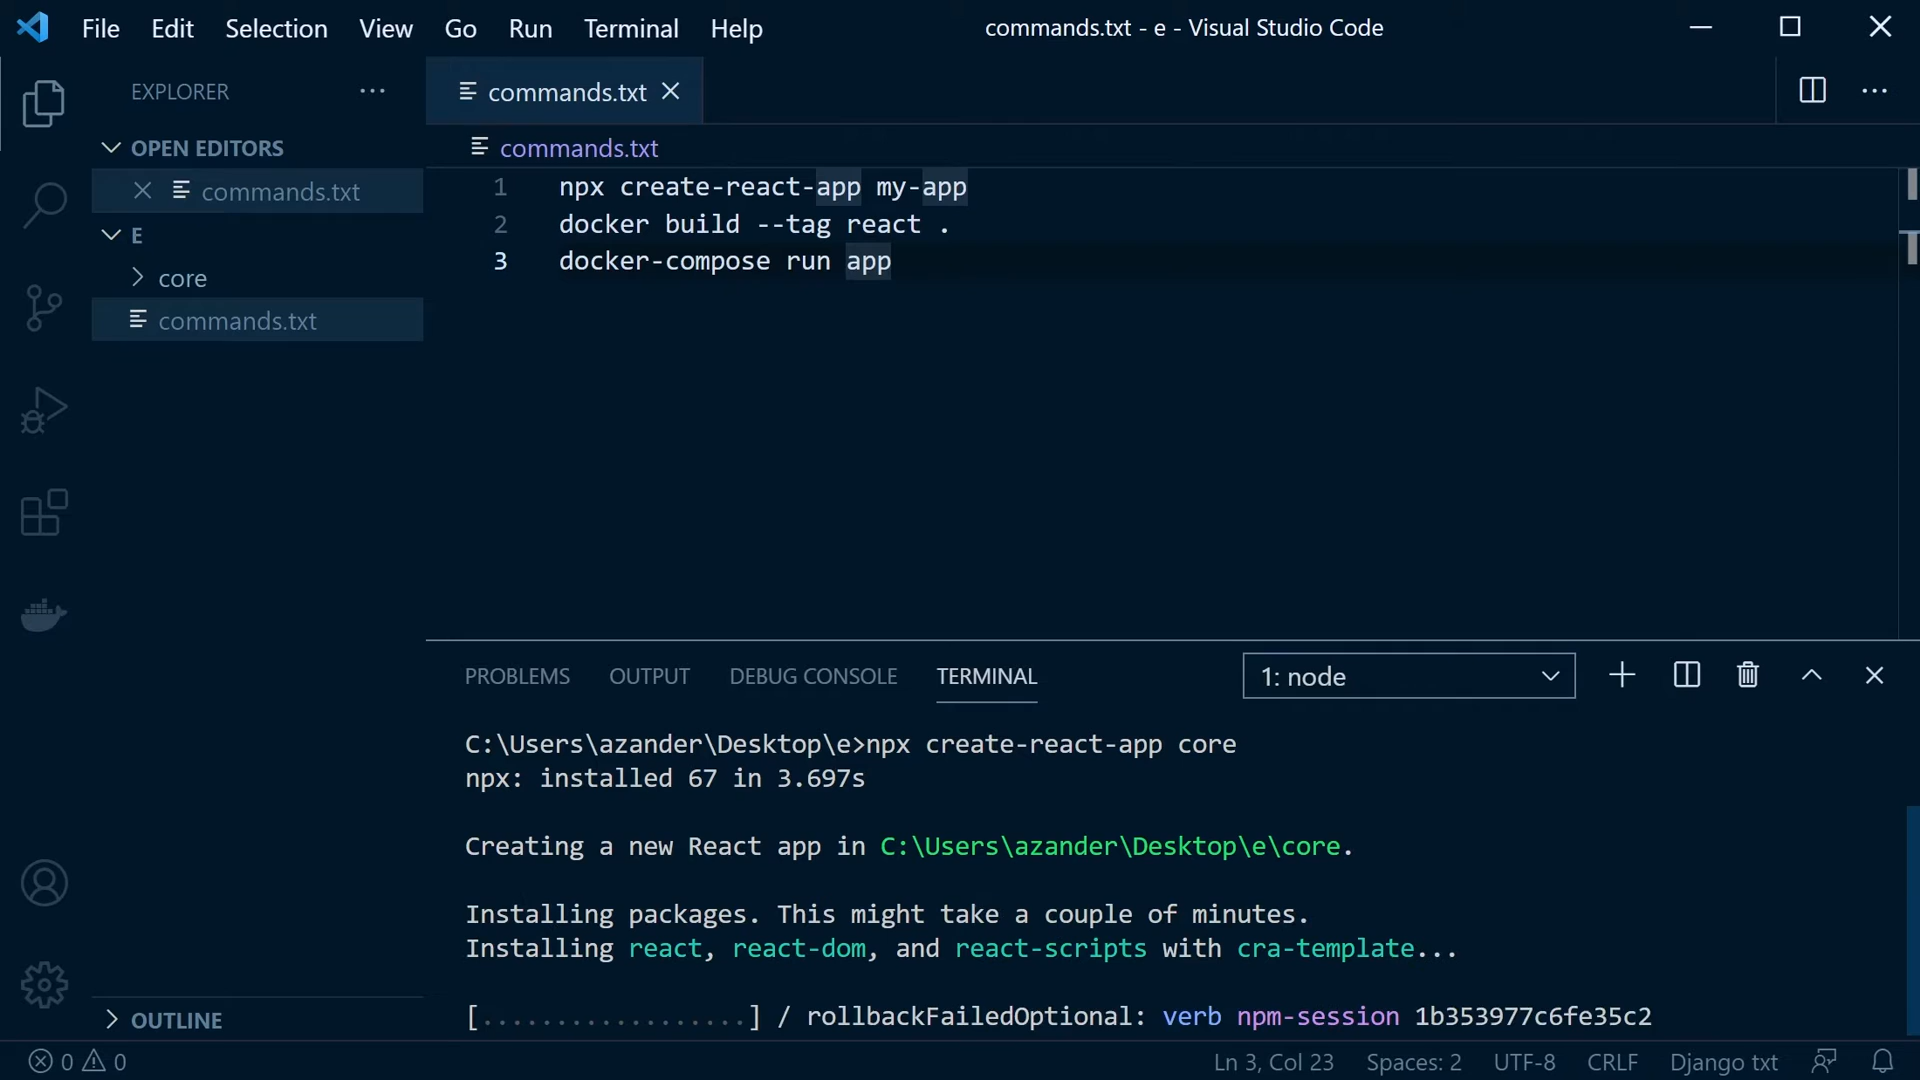 File Edit Selection View Go Run Terminal Help
commands.txt - e - Visual Studio Code
EXPLORER
OPEN EDITORS
commands.txt
E
core
commands.txt
OUTLINE
commands.txt
commands.txt
1 npx create-react-app my-app
2 docker build --tag react .
3 docker-compose run app
PROBLEMS OUTPUT DEBUG CONSOLE TERMINAL
1: node
C:\Users\azander\Desktop\e>npx create-react-app core
npx: installed 67 in 3.697s
Creating a new React app in C:\Users\azander\Desktop\e\core.
Installing packages. This might take a couple of minutes.
Installing react, react-dom, and react-scripts with cra-template...
[..................] / rollbackFailedOptional: verb npm-session 1b353977c6fe35c2
0 0
Ln 3, Col 23 Spaces: 2 UTF-8 CRLF Django txt